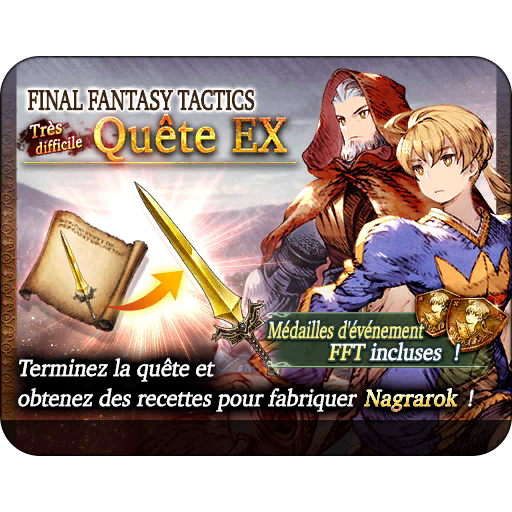 FINAL FANTASY TACTICS
Très
difficile
Quête EX
Médailles d'événement
FFT incluses !
Terminez la quête et
obtenez des recettes pour fabriquer Nagrarok !